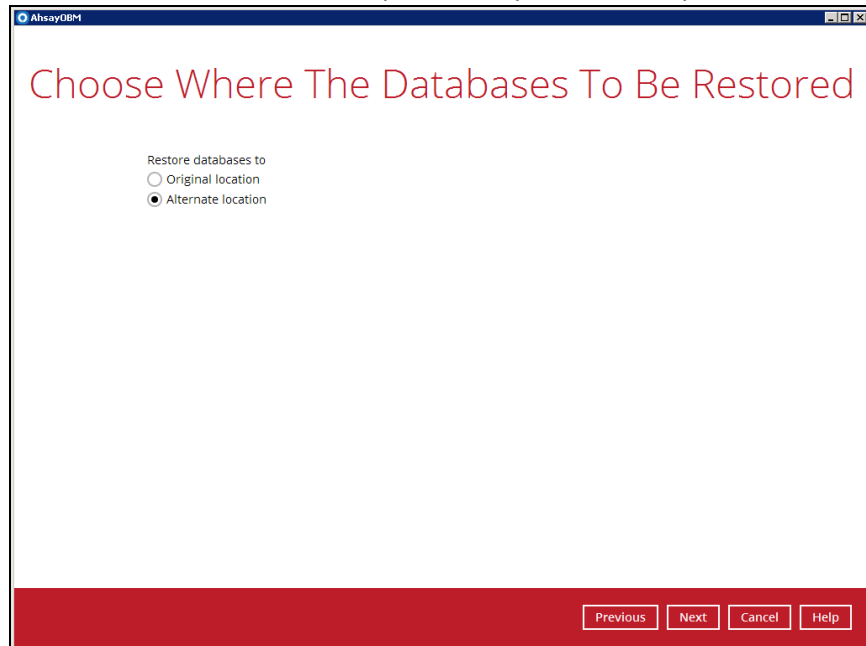 AhsayOBM
Choose Where The Databases To Be Restored
Restore databases to
Original location
Alternate location
Previous Next Cancel Help